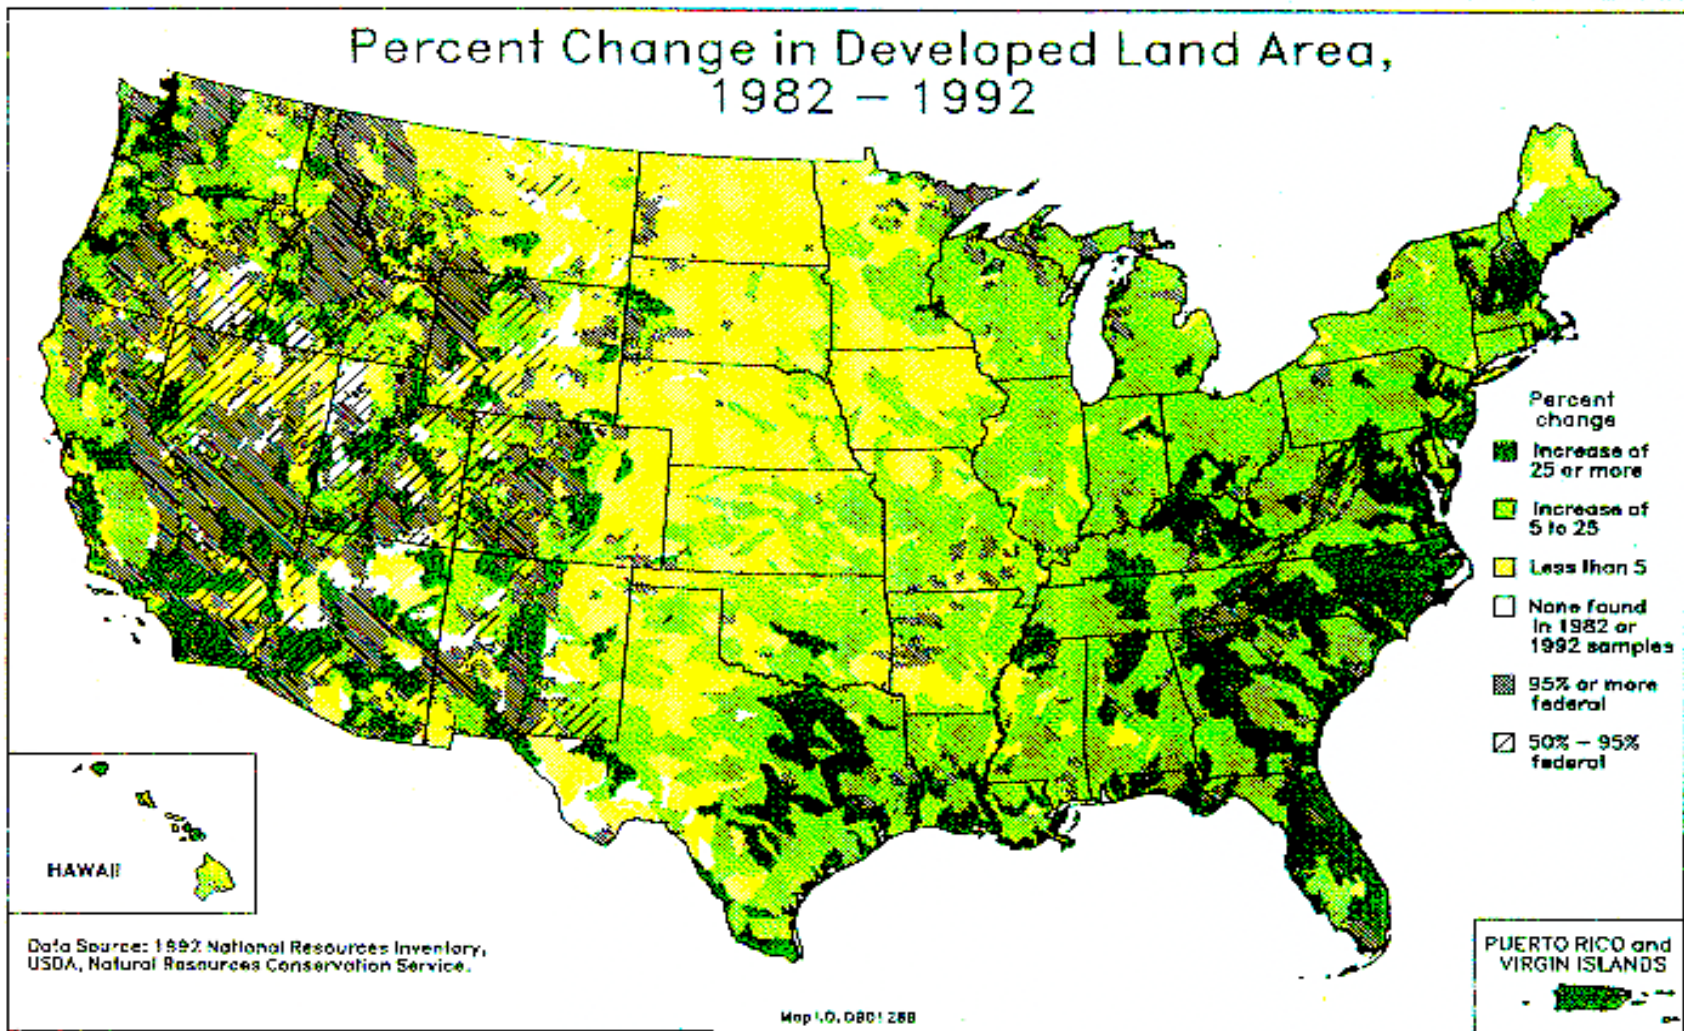 Percent Change in Developed Land Area,
1982 – 1992
Percent
change
Increase of
25 or more
Increase of
5 to 25
Less than 5
None found
in 1982 or
1992 samples
95% or more
federal
50% – 95%
federal
HAWAII
Data Source: 1992 National Resources Inventory,
USDA, Natural Resources Conservation Service.
PUERTO RICO and
VIRGIN ISLANDS
Map